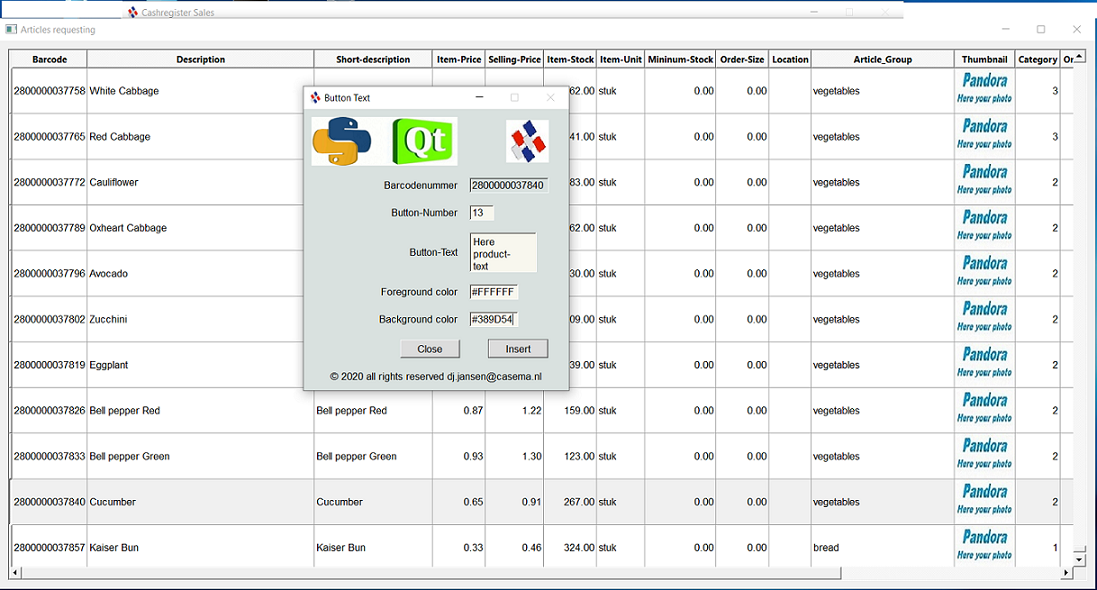 Cashregister Sales
Articles requesting
Barcode Description Short-description Item-Price Selling-Price Item-Stock Item-Unit Mininum-Stock Order-Size Location Article_Group Thumbnail Category Or
2800000037758 White Cabbage 62.00 stuk 0.00 0.00 vegetables Pandora Here your photo 3
2800000037765 Red Cabbage 41.00 stuk 0.00 0.00 vegetables Pandora Here your photo 3
2800000037772 Cauliflower 83.00 stuk 0.00 0.00 vegetables Pandora Here your photo 2
2800000037789 Oxheart Cabbage 62.00 stuk 0.00 0.00 vegetables Pandora Here your photo 2
2800000037796 Avocado 30.00 stuk 0.00 0.00 vegetables Pandora Here your photo 2
2800000037802 Zucchini 09.00 stuk 0.00 0.00 vegetables Pandora Here your photo 2
2800000037819 Eggplant 39.00 stuk 0.00 0.00 vegetables Pandora Here your photo 2
2800000037826 Bell pepper Red Bell pepper Red 0.87 1.22 159.00 stuk 0.00 0.00 vegetables Pandora Here your photo 2
2800000037833 Bell pepper Green Bell pepper Green 0.93 1.30 123.00 stuk 0.00 0.00 vegetables Pandora Here your photo 2
2800000037840 Cucumber Cucumber 0.65 0.91 267.00 stuk 0.00 0.00 vegetables Pandora Here your photo 2
2800000037857 Kaiser Bun Kaiser Bun 0.33 0.46 324.00 stuk 0.00 0.00 bread Pandora Here your photo 1
Button Text
Qt
Barcodenummer 2800000037840
Button-Number 13
Button-Text Here
product-
text
Foreground color #FFFFFF
Background color #389D54
Close Insert
© 2020 all rights reserved dj.jansen@casema.nl